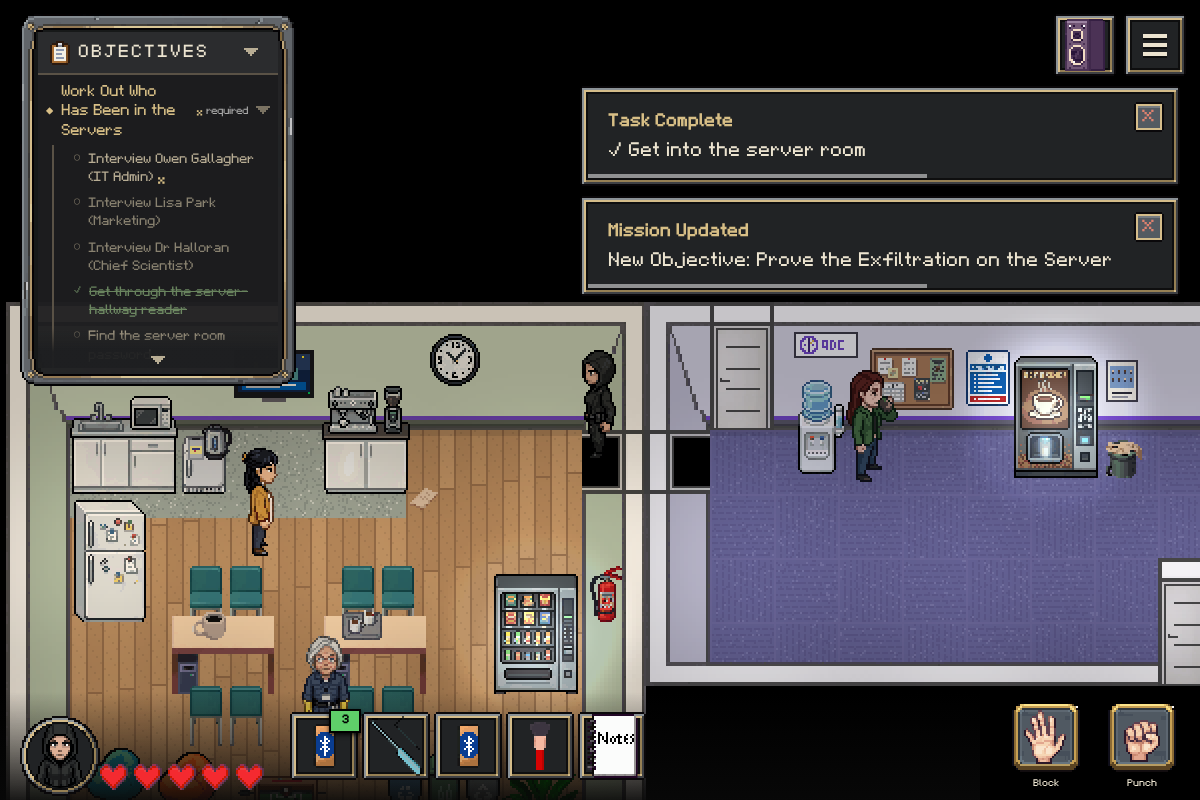 OBJECTIVES
Work Out Who
Has Been in the
Servers
x required
Interview Owen Gallagher
(IT Admin) x
Interview Lisa Park
(Marketing)
Interview Dr Halloran
(Chief Scientist)
✓ Get through the server
hallway reader
Find the server room
Task Complete
✓ Get into the server room
Mission Updated
New Objective: Prove the Exfiltration on the Server
QDC
3
Notes
Block
Punch